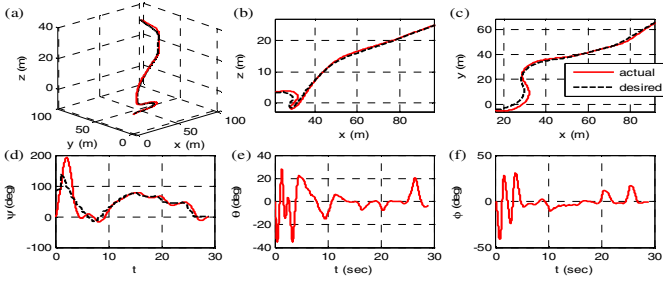 (a)
40
20
0
z (m)
100
50
0
y (m)
0
50
100
x (m)
(b)
20
10
0
z (m)
40
60
80
x (m)
(c)
60
40
20
0
y (m)
20
40
60
80
x (m)
actual
desired
(d)
200
100
0
-100
ψ (deg)
0
10
20
30
t
(e)
40
20
0
-20
-40
θ (deg)
0
10
20
30
t (sec)
(f)
50
0
-50
ϕ (deg)
0
10
20
30
t (sec)